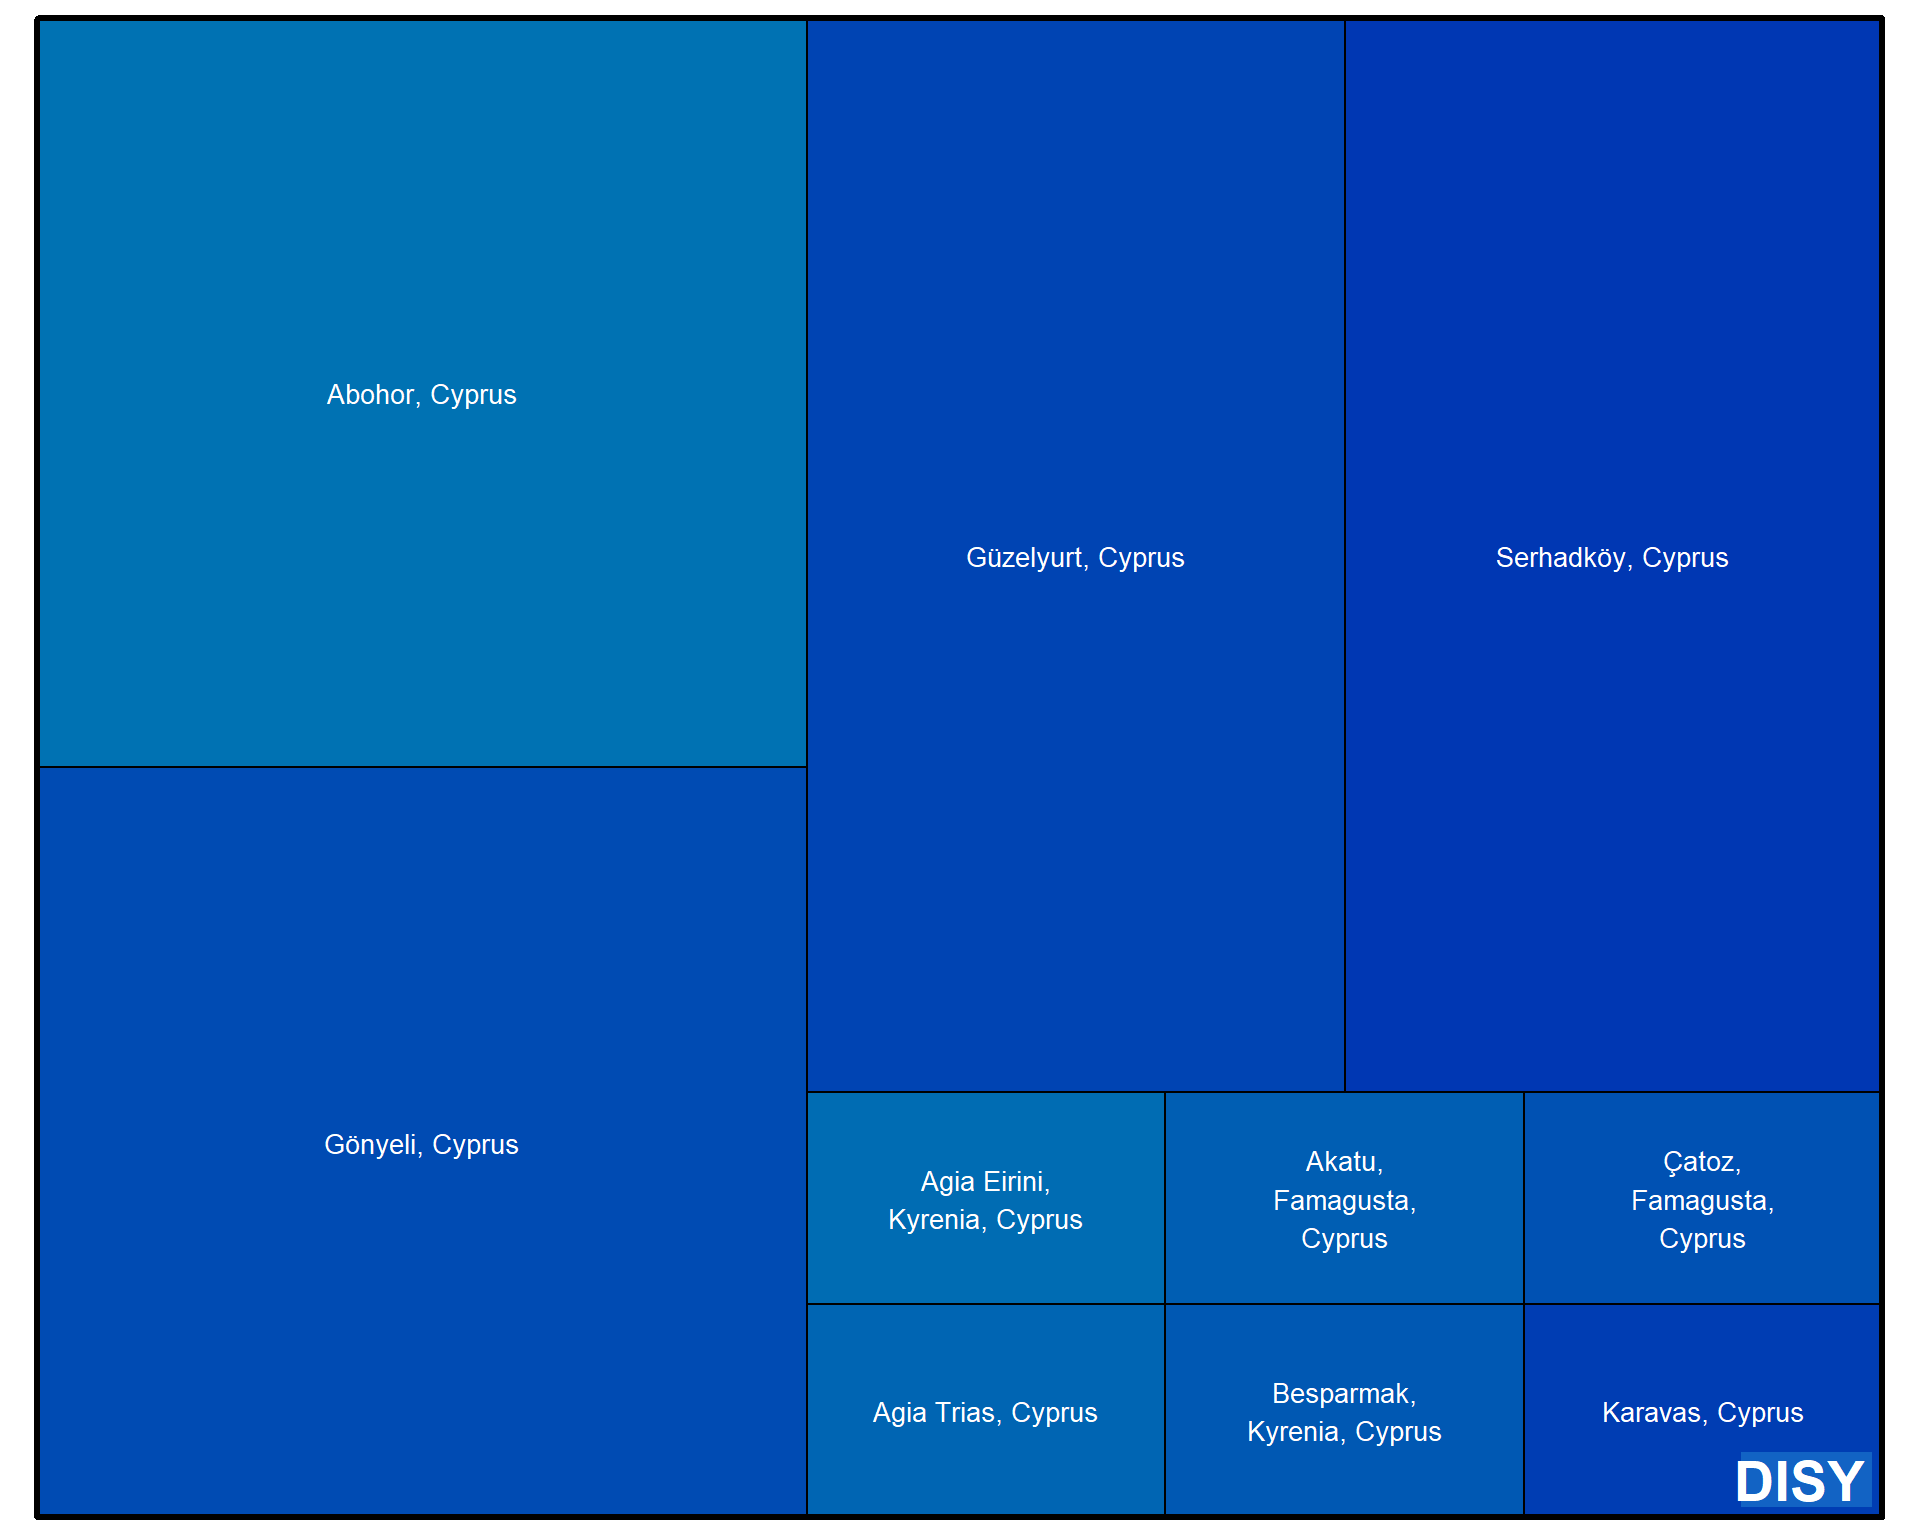 Abohor, Cyprus
Güzelyurt, Cyprus
Serhadköy, Cyprus
Gönyeli, Cyprus
Agia Eirini,
Kyrenia, Cyprus
Akatu,
Famagusta,
Cyprus
Çatoz,
Famagusta,
Cyprus
Agia Trias, Cyprus
Besparmak,
Kyrenia, Cyprus
Karavas, Cyprus
DISY